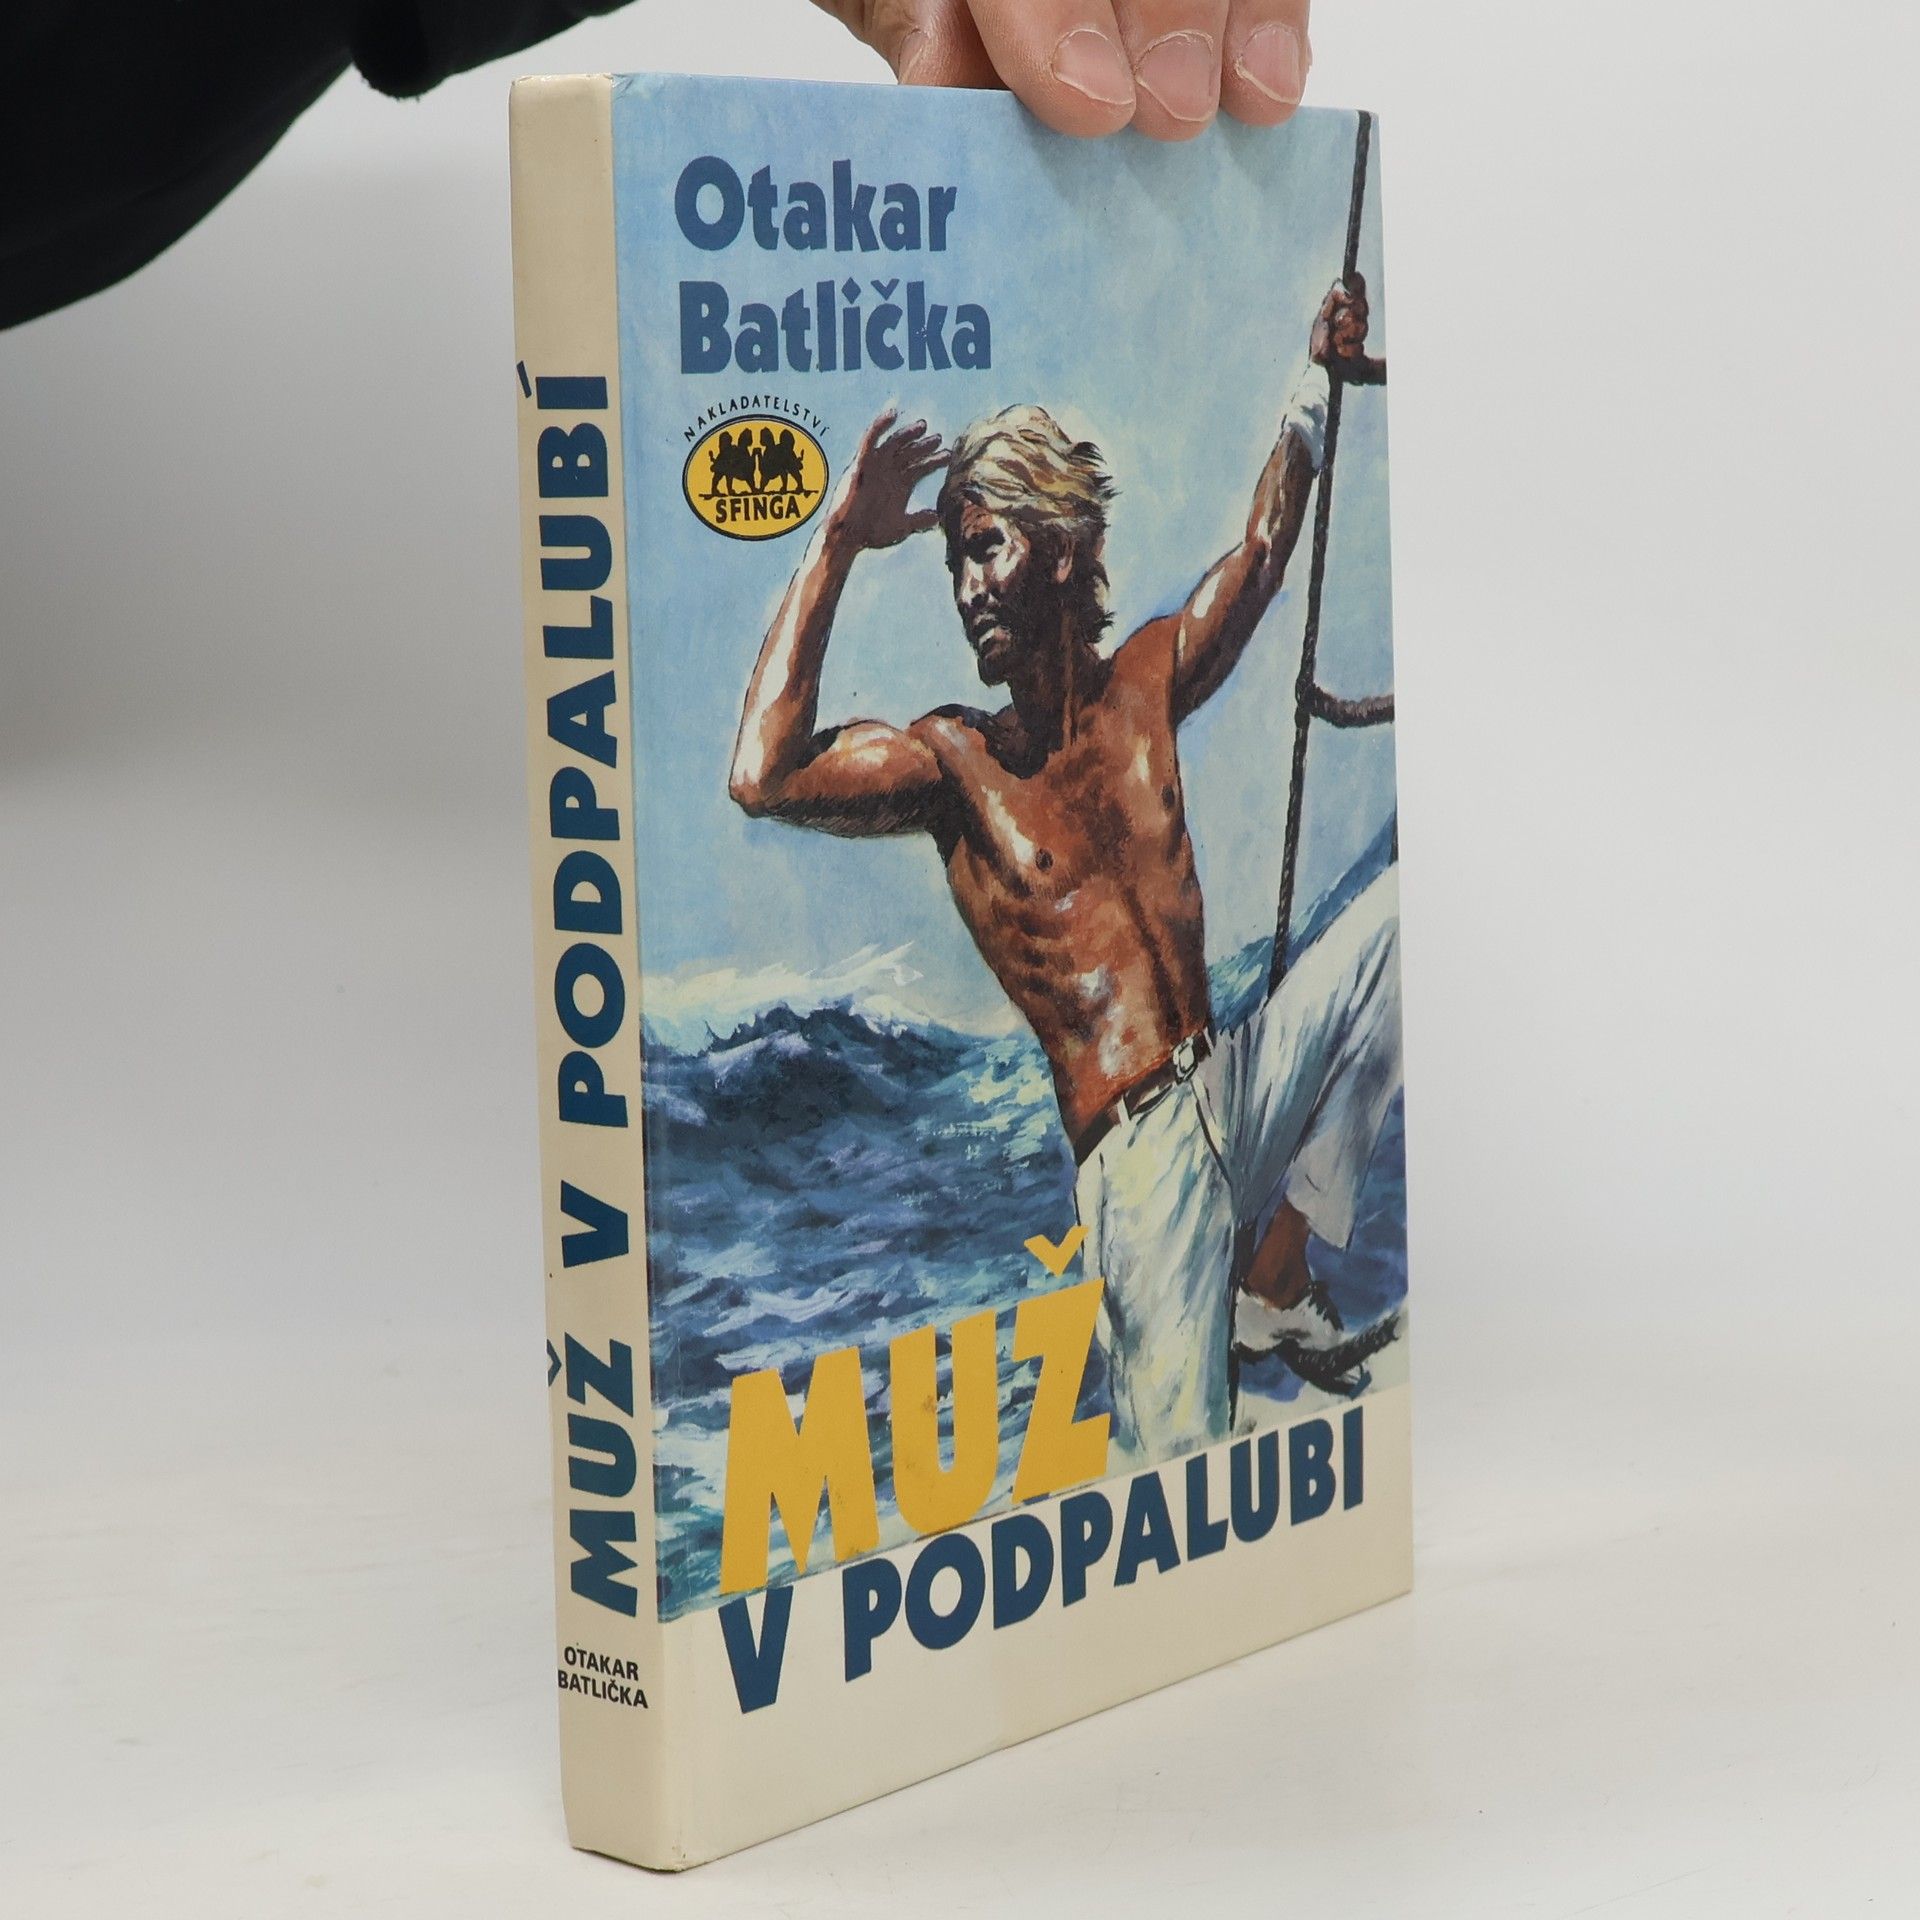 Otakar
Batlička
NAKLADATELSTVÍ
SFINGA
MUŽ
V PODPALUBÍ
MUŽ V PODPALUBÍ
OTAKAR
BATLIČKA